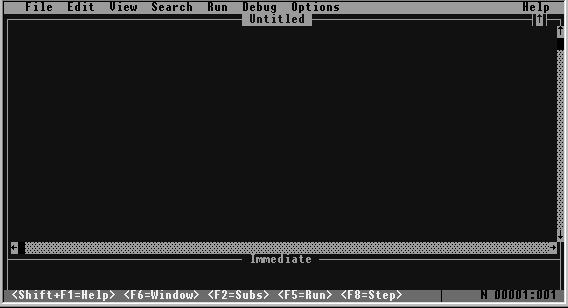 File Edit View Search Run Debug Options Help
Untitled
Immediate
<Shift+F1=Help> <F6=Window> <F2=Subs> <F5=Run> <F8=Step> N 00001:001